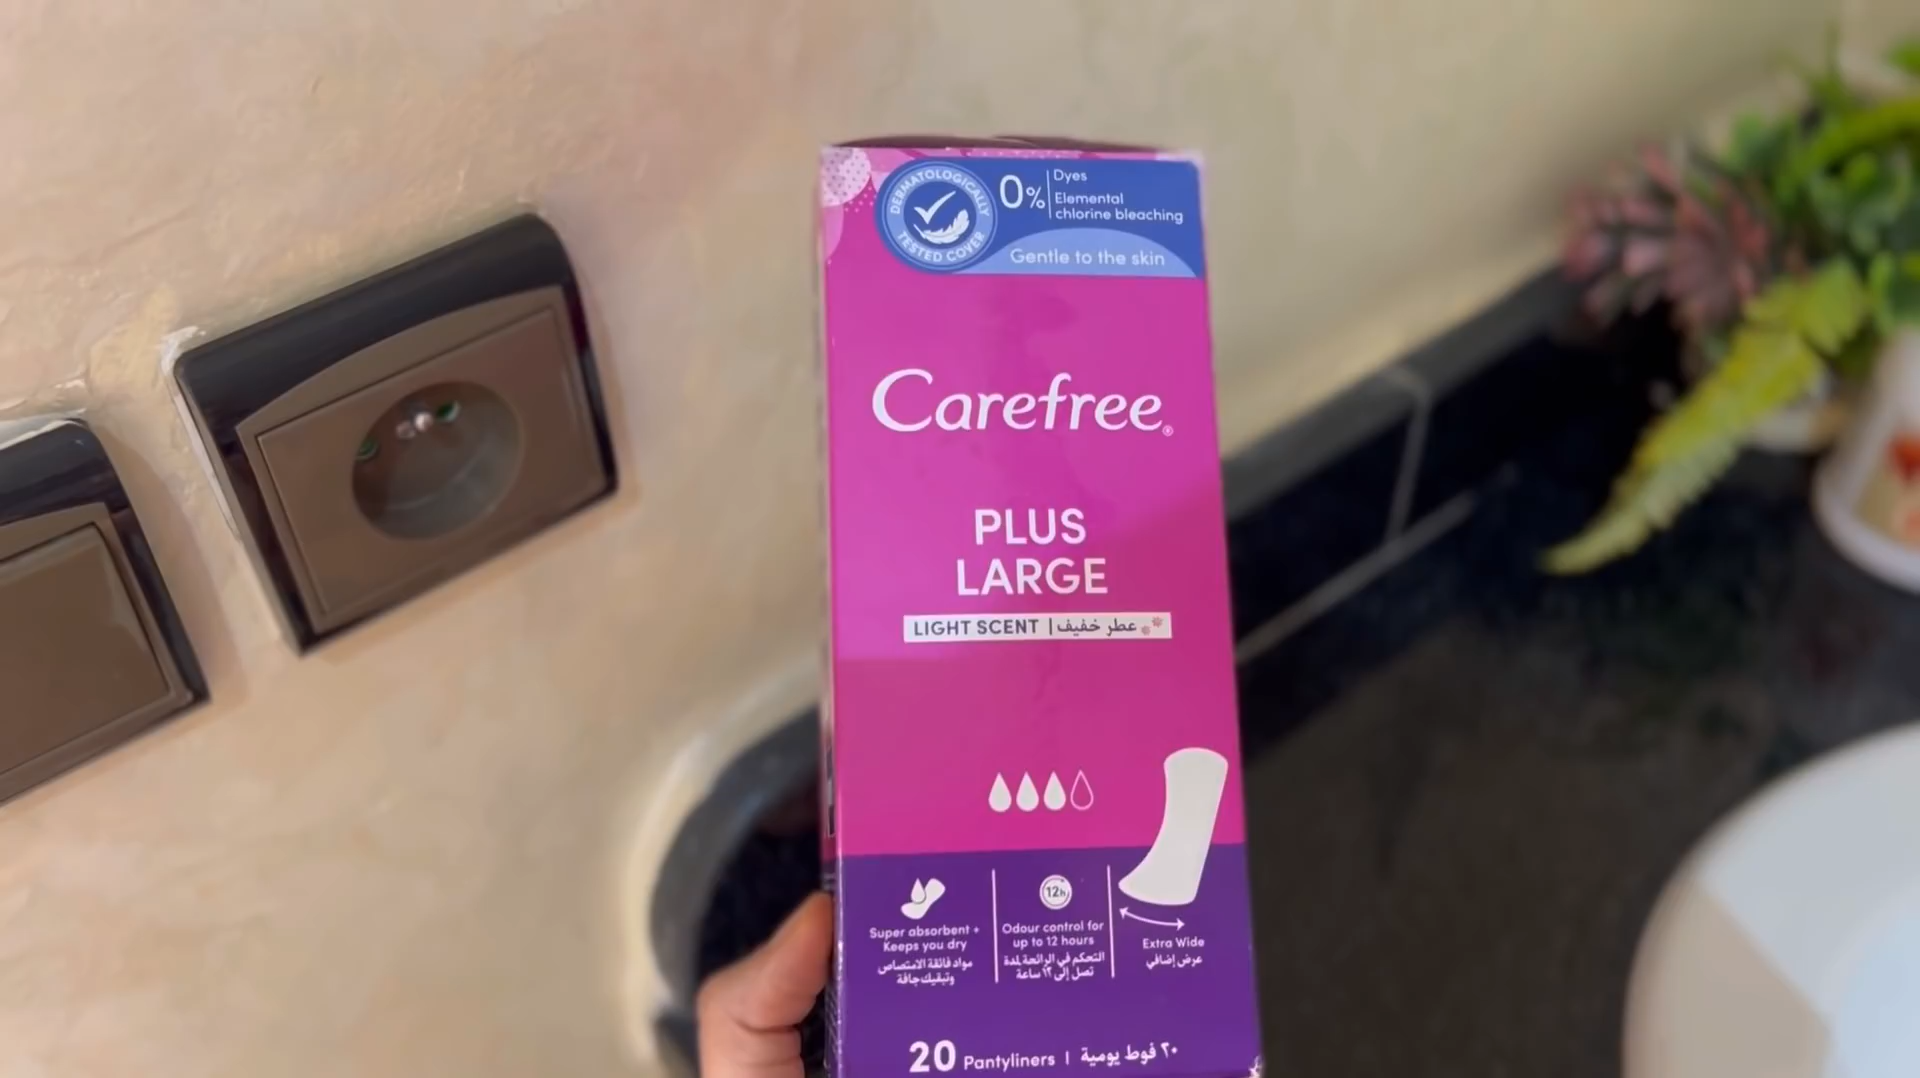 DERMATOLOGICALLY
TESTED COVER
0% Dyes
Elemental
chlorine bleaching
Gentle to the skin
Carefree®
PLUS
LARGE
LIGHT SCENT | عطر خفيف
Super absorbent +
Keeps you dry
مواد فائقة الامتصاص
وتبقيك جافة
12h
Odour control for
up to 12 hours
التحكم في الرائحة لمدة
تصل إلى ١٢ ساعة
Extra Wide
عرض إضافي
20 Pantyliners | ٢٠ فوط يومية